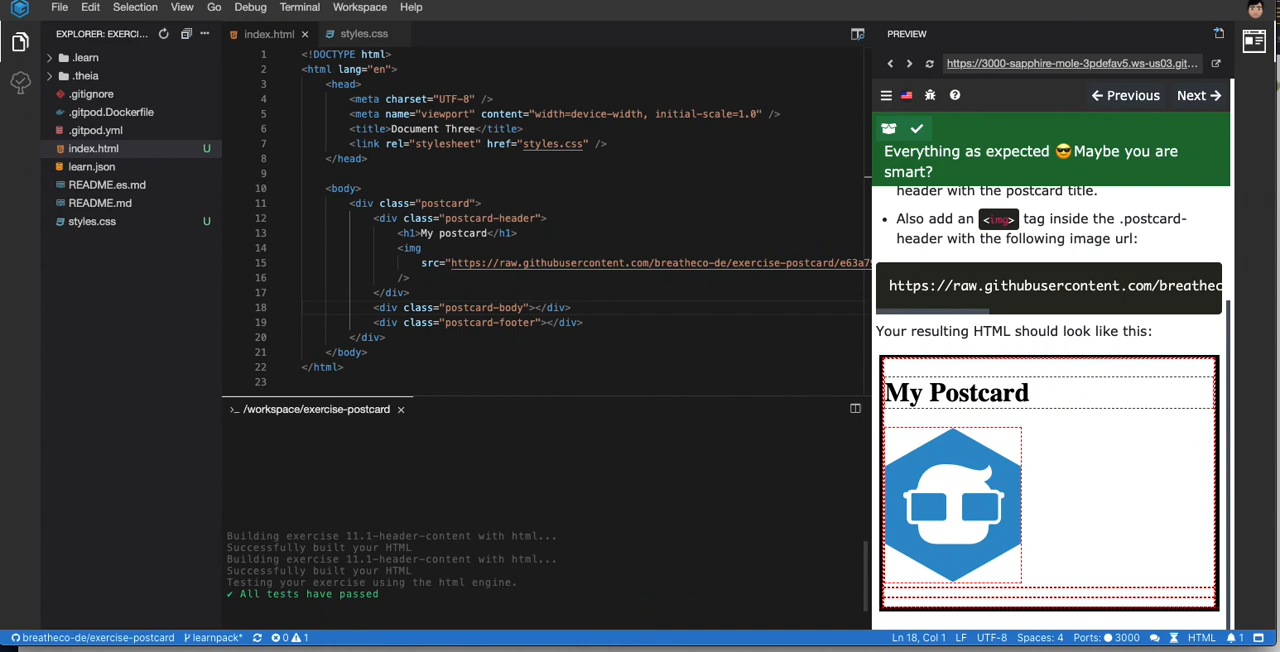 File Edit Selection View Go Debug Terminal Workspace Help
EXPLORER: EXERCI...
.learn
.theia
.gitignore
.gitpod.Dockerfile
.gitpod.yml
index.html U
learn.json
README.es.md
README.md
styles.css U
index.html × styles.css
1 <!DOCTYPE html>
2 <html lang="en">
3 <head>
4 <meta charset="UTF-8" />
5 <meta name="viewport" content="width=device-width, initial-scale=1.0" />
6 <title>Document Three</title>
7 <link rel="stylesheet" href="styles.css" />
8 </head>
9
10 <body>
11 <div class="postcard">
12 <div class="postcard-header">
13 <h1>My postcard</h1>
14 <img
15 src="https://raw.githubusercontent.com/breatheco-de/exercise-postcard/e63a79
16 />
17 </div>
18 <div class="postcard-body"></div>
19 <div class="postcard-footer"></div>
20 </div>
21 </body>
22 </html>
23
>_ /workspace/exercise-postcard ×
Building exercise 11.1-header-content with html...
Successfully built your HTML
Building exercise 11.1-header-content with html...
Successfully built your HTML
Testing your exercise using the html engine.
✔ All tests have passed
PREVIEW
https://3000-sapphire-mole-3pdefav5.ws-us03.git...
← Previous Next →
Everything as expected 😎Maybe you are
smart?
header with the postcard title.
• Also add an <img> tag inside the .postcard-
header with the following image url:
https://raw.githubusercontent.com/breathec
Your resulting HTML should look like this:
My Postcard
breatheco-de/exercise-postcard learnpack* 0 1 Ln 18, Col 1 LF UTF-8 Spaces: 4 Ports: 3000 HTML 1